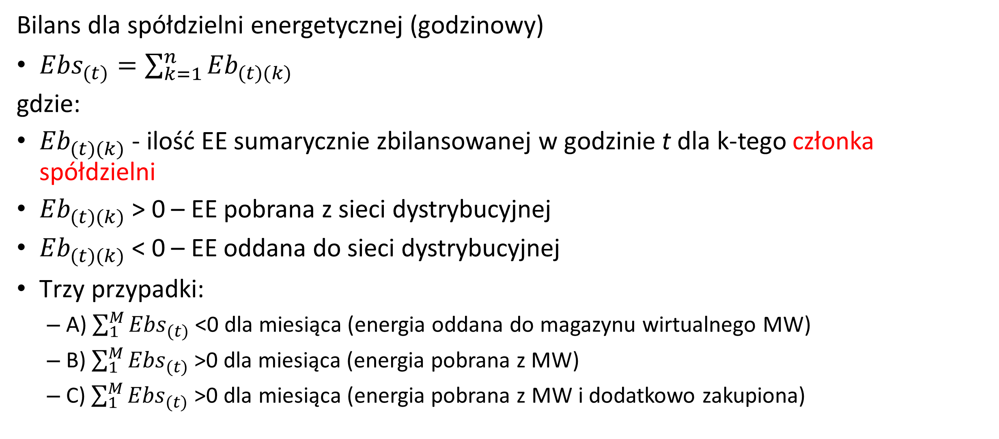 Bilans dla spółdzielni energetycznej (godzinowy)
• $Ebs_{(t)} = \sum_{k=1}^{n} Eb_{(t)(k)}$
gdzie:
• $Eb_{(t)(k)}$ - ilość EE sumarycznie zbilansowanej w godzinie t dla k-tego członka
spółdzielni
• $Eb_{(t)(k)}$ > 0 – EE pobrana z sieci dystrybucyjnej
• $Eb_{(t)(k)}$ < 0 – EE oddana do sieci dystrybucyjnej
• Trzy przypadki:
– A) $\sum_{1}^{M} Ebs_{(t)}$ <0 dla miesiąca (energia oddana do magazynu wirtualnego MW)
– B) $\sum_{1}^{M} Ebs_{(t)}$ >0 dla miesiąca (energia pobrana z MW)
– C) $\sum_{1}^{M} Ebs_{(t)}$ >0 dla miesiąca (energia pobrana z MW i dodatkowo zakupiona)